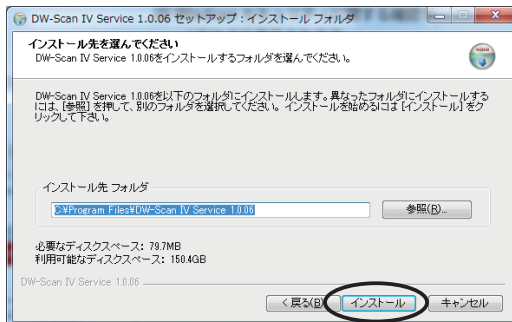 DW-Scan IV Service 1.0.06 セットアップ：インストール フォルダ
インストール先を選んでください
DW-Scan IV Service 1.0.06をインストールするフォルダを選んでください。
DW-Scan IV Service 1.0.06を以下のフォルダにインストールします。異なったフォルダにインストールする
には、[参照] を押して、別のフォルダを選択してください。インストールを始めるには [インストール] をク
リックして下さい。
インストール先 フォルダ
C:¥Program Files¥DW-Scan IV Service 1.0.06
参照(R)...
必要なディスクスペース: 79.7MB
利用可能なディスクスペース: 150.4GB
DW-Scan IV Service 1.0.06
< 戻る(B) インストール キャンセル